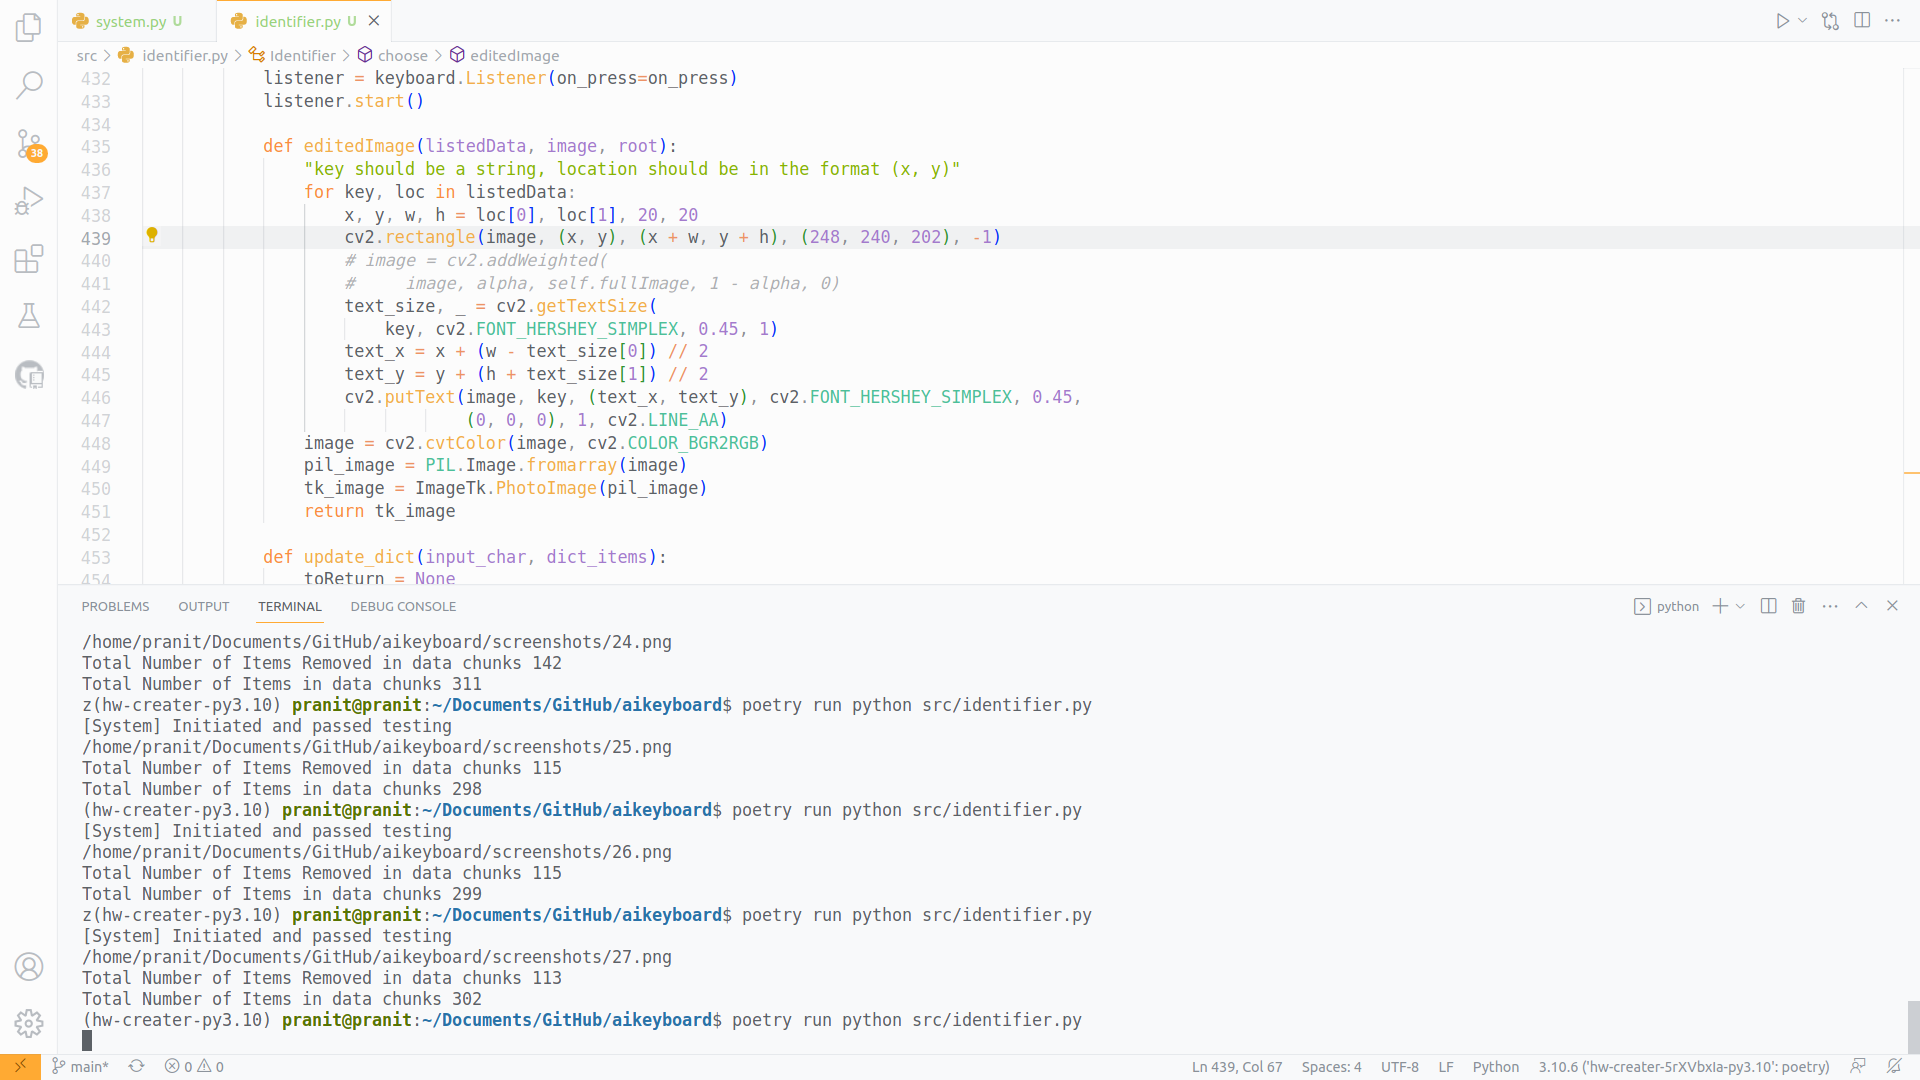 system.py U
identifier.py U
src > identifier.py > Identifier > choose > editedImage
432 listener = keyboard.Listener(on_press=on_press)
433 listener.start()
434
435 def editedImage(listedData, image, root):
436 "key should be a string, location should be in the format (x, y)"
437 for key, loc in listedData:
438 x, y, w, h = loc[0], loc[1], 20, 20
439 cv2.rectangle(image, (x, y), (x + w, y + h), (248, 240, 202), -1)
440 # image = cv2.addWeighted(
441 #     image, alpha, self.fullImage, 1 - alpha, 0)
442 text_size, _ = cv2.getTextSize(
443 key, cv2.FONT_HERSHEY_SIMPLEX, 0.45, 1)
444 text_x = x + (w - text_size[0]) // 2
445 text_y = y + (h + text_size[1]) // 2
446 cv2.putText(image, key, (text_x, text_y), cv2.FONT_HERSHEY_SIMPLEX, 0.45,
447 (0, 0, 0), 1, cv2.LINE_AA)
448 image = cv2.cvtColor(image, cv2.COLOR_BGR2RGB)
449 pil_image = PIL.Image.fromarray(image)
450 tk_image = ImageTk.PhotoImage(pil_image)
451 return tk_image
452
453 def update_dict(input_char, dict_items):
454 toReturn = None
38
PROBLEMS OUTPUT TERMINAL DEBUG CONSOLE python
/home/pranit/Documents/GitHub/aikeyboard/screenshots/24.png
Total Number of Items Removed in data chunks 142
Total Number of Items in data chunks 311
z(hw-creater-py3.10) pranit@pranit:~/Documents/GitHub/aikeyboard$ poetry run python src/identifier.py
[System] Initiated and passed testing
/home/pranit/Documents/GitHub/aikeyboard/screenshots/25.png
Total Number of Items Removed in data chunks 115
Total Number of Items in data chunks 298
(hw-creater-py3.10) pranit@pranit:~/Documents/GitHub/aikeyboard$ poetry run python src/identifier.py
[System] Initiated and passed testing
/home/pranit/Documents/GitHub/aikeyboard/screenshots/26.png
Total Number of Items Removed in data chunks 115
Total Number of Items in data chunks 299
z(hw-creater-py3.10) pranit@pranit:~/Documents/GitHub/aikeyboard$ poetry run python src/identifier.py
[System] Initiated and passed testing
/home/pranit/Documents/GitHub/aikeyboard/screenshots/27.png
Total Number of Items Removed in data chunks 113
Total Number of Items in data chunks 302
(hw-creater-py3.10) pranit@pranit:~/Documents/GitHub/aikeyboard$ poetry run python src/identifier.py
main* 0 0 Ln 439, Col 67 Spaces: 4 UTF-8 LF Python 3.10.6 ('hw-creater-5rXVbxIa-py3.10': poetry)